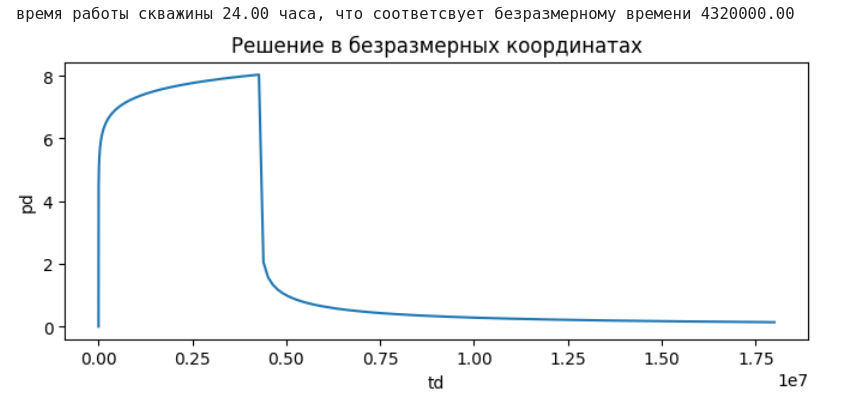 время работы скважины 24.00 часа, что соответсвует безразмерному времени 4320000.00
Решение в безразмерных координатах
8
6
4
2
0
pd
0.00 0.25 0.50 0.75 1.00 1.25 1.50 1.75
1e7
td